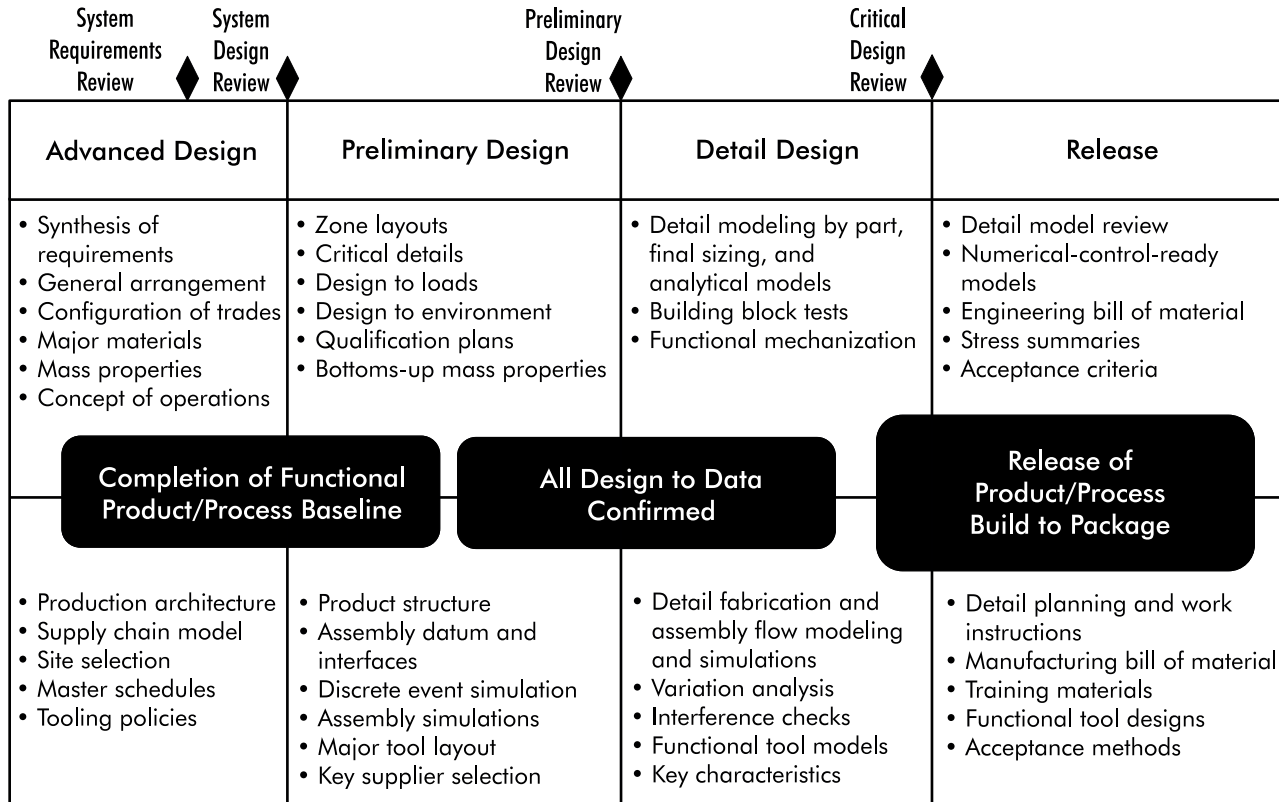 System
Requirements
Review
System
Design
Review
Preliminary
Design
Review
Critical
Design
Review
Advanced Design
Preliminary Design
Detail Design
Release
• Synthesis of
requirements
• General arrangement
• Configuration of trades
• Major materials
• Mass properties
• Concept of operations
• Zone layouts
• Critical details
• Design to loads
• Design to environment
• Qualification plans
• Bottoms-up mass properties
• Detail modeling by part,
final sizing, and
analytical models
• Building block tests
• Functional mechanization
• Detail model review
• Numerical-control-ready
models
• Engineering bill of material
• Stress summaries
• Acceptance criteria
Completion of Functional
Product/Process Baseline
All Design to Data
Confirmed
Release of
Product/Process
Build to Package
• Production architecture
• Supply chain model
• Site selection
• Master schedules
• Tooling policies
• Product structure
• Assembly datum and
interfaces
• Discrete event simulation
• Assembly simulations
• Major tool layout
• Key supplier selection
• Detail fabrication and
assembly flow modeling
and simulations
• Variation analysis
• Interference checks
• Functional tool models
• Key characteristics
• Detail planning and work
instructions
• Manufacturing bill of material
• Training materials
• Functional tool designs
• Acceptance methods